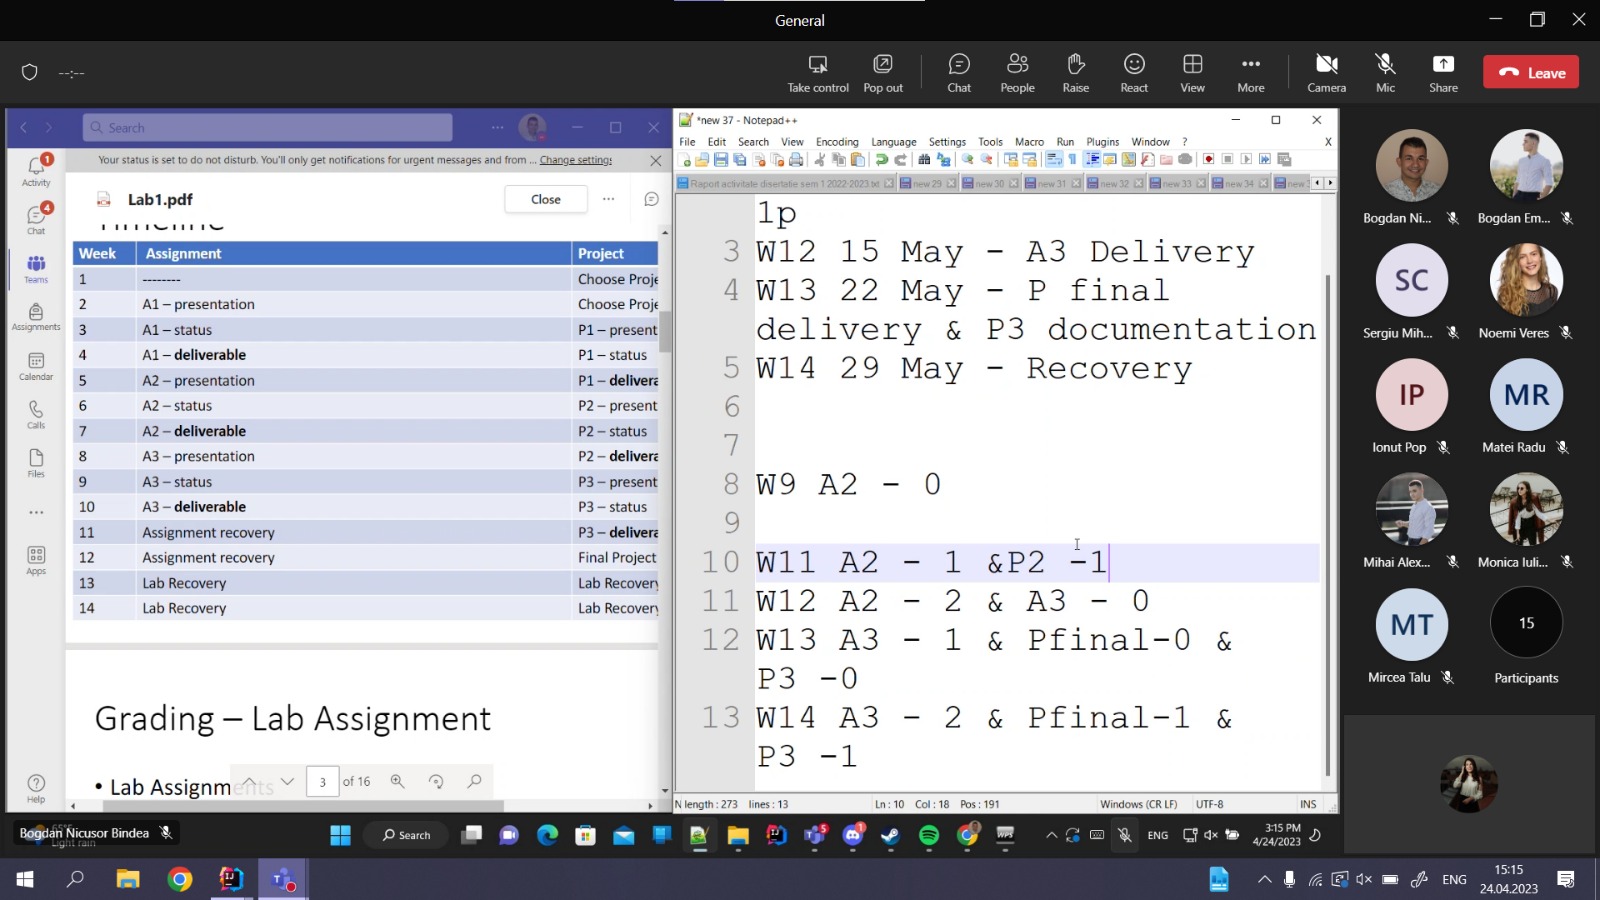 General
--:--
Take control
Pop out
Chat
People
Raise
React
View
More
Camera
Mic
Share
Leave
Search
Your status is set to do not disturb. You'll only get notifications for urgent messages and from ... Change settings
Activity
1
Chat
4
Teams
Assignments
Calendar
Calls
Files
Apps
Help
Lab1.pdf
Close
Timeline
Week Assignment Project
1 -------- Choose Proje
2 A1 – presentation Choose Proje
3 A1 – status P1 – present
4 A1 – deliverable P1 – status
5 A2 – presentation P1 – delivera
6 A2 – status P2 – present
7 A2 – deliverable P2 – status
8 A3 – presentation P2 – delivera
9 A3 – status P3 – present
10 A3 – deliverable P3 – status
11 Assignment recovery P3 – delivera
12 Assignment recovery Final Project
13 Lab Recovery Lab Recovery
14 Lab Recovery Lab Recovery
Grading – Lab Assignment
• Lab Assignments
3 of 16
*new 37 - Notepad++
File Edit Search View Encoding Language Settings Tools Macro Run Plugins Window ? X
Raport activitate disertatie sem 1 2022-2023.txt new 29 new 30 new 31 new 32 new 33 new 34
1p
3 W12 15 May - A3 Delivery
4 W13 22 May - P final
delivery & P3 documentation
5 W14 29 May - Recovery
6
7
8 W9 A2 - 0
9
10 W11 A2 - 1 &P2 -1
11 W12 A2 - 2 & A3 - 0
12 W13 A3 - 1 & Pfinal-0 &
P3 -0
13 W14 A3 - 2 & Pfinal-1 &
P3 -1
N length : 273 lines : 13 Ln : 10 Col : 18 Pos : 191 Windows (CR LF) UTF-8 INS
Bogdan Ni...
Bogdan Em...
SC
Sergiu Mih...
Noemi Veres
IP
Ionut Pop
MR
Matei Radu
Mihai Alex...
Monica Iuli...
MT
Mircea Talu
15
Participants
Bogdan Nicusor Bindea
Light rain
Search
5
1
WPS
ENG
3:15 PM
4/24/2023
ENG
15:15
24.04.2023